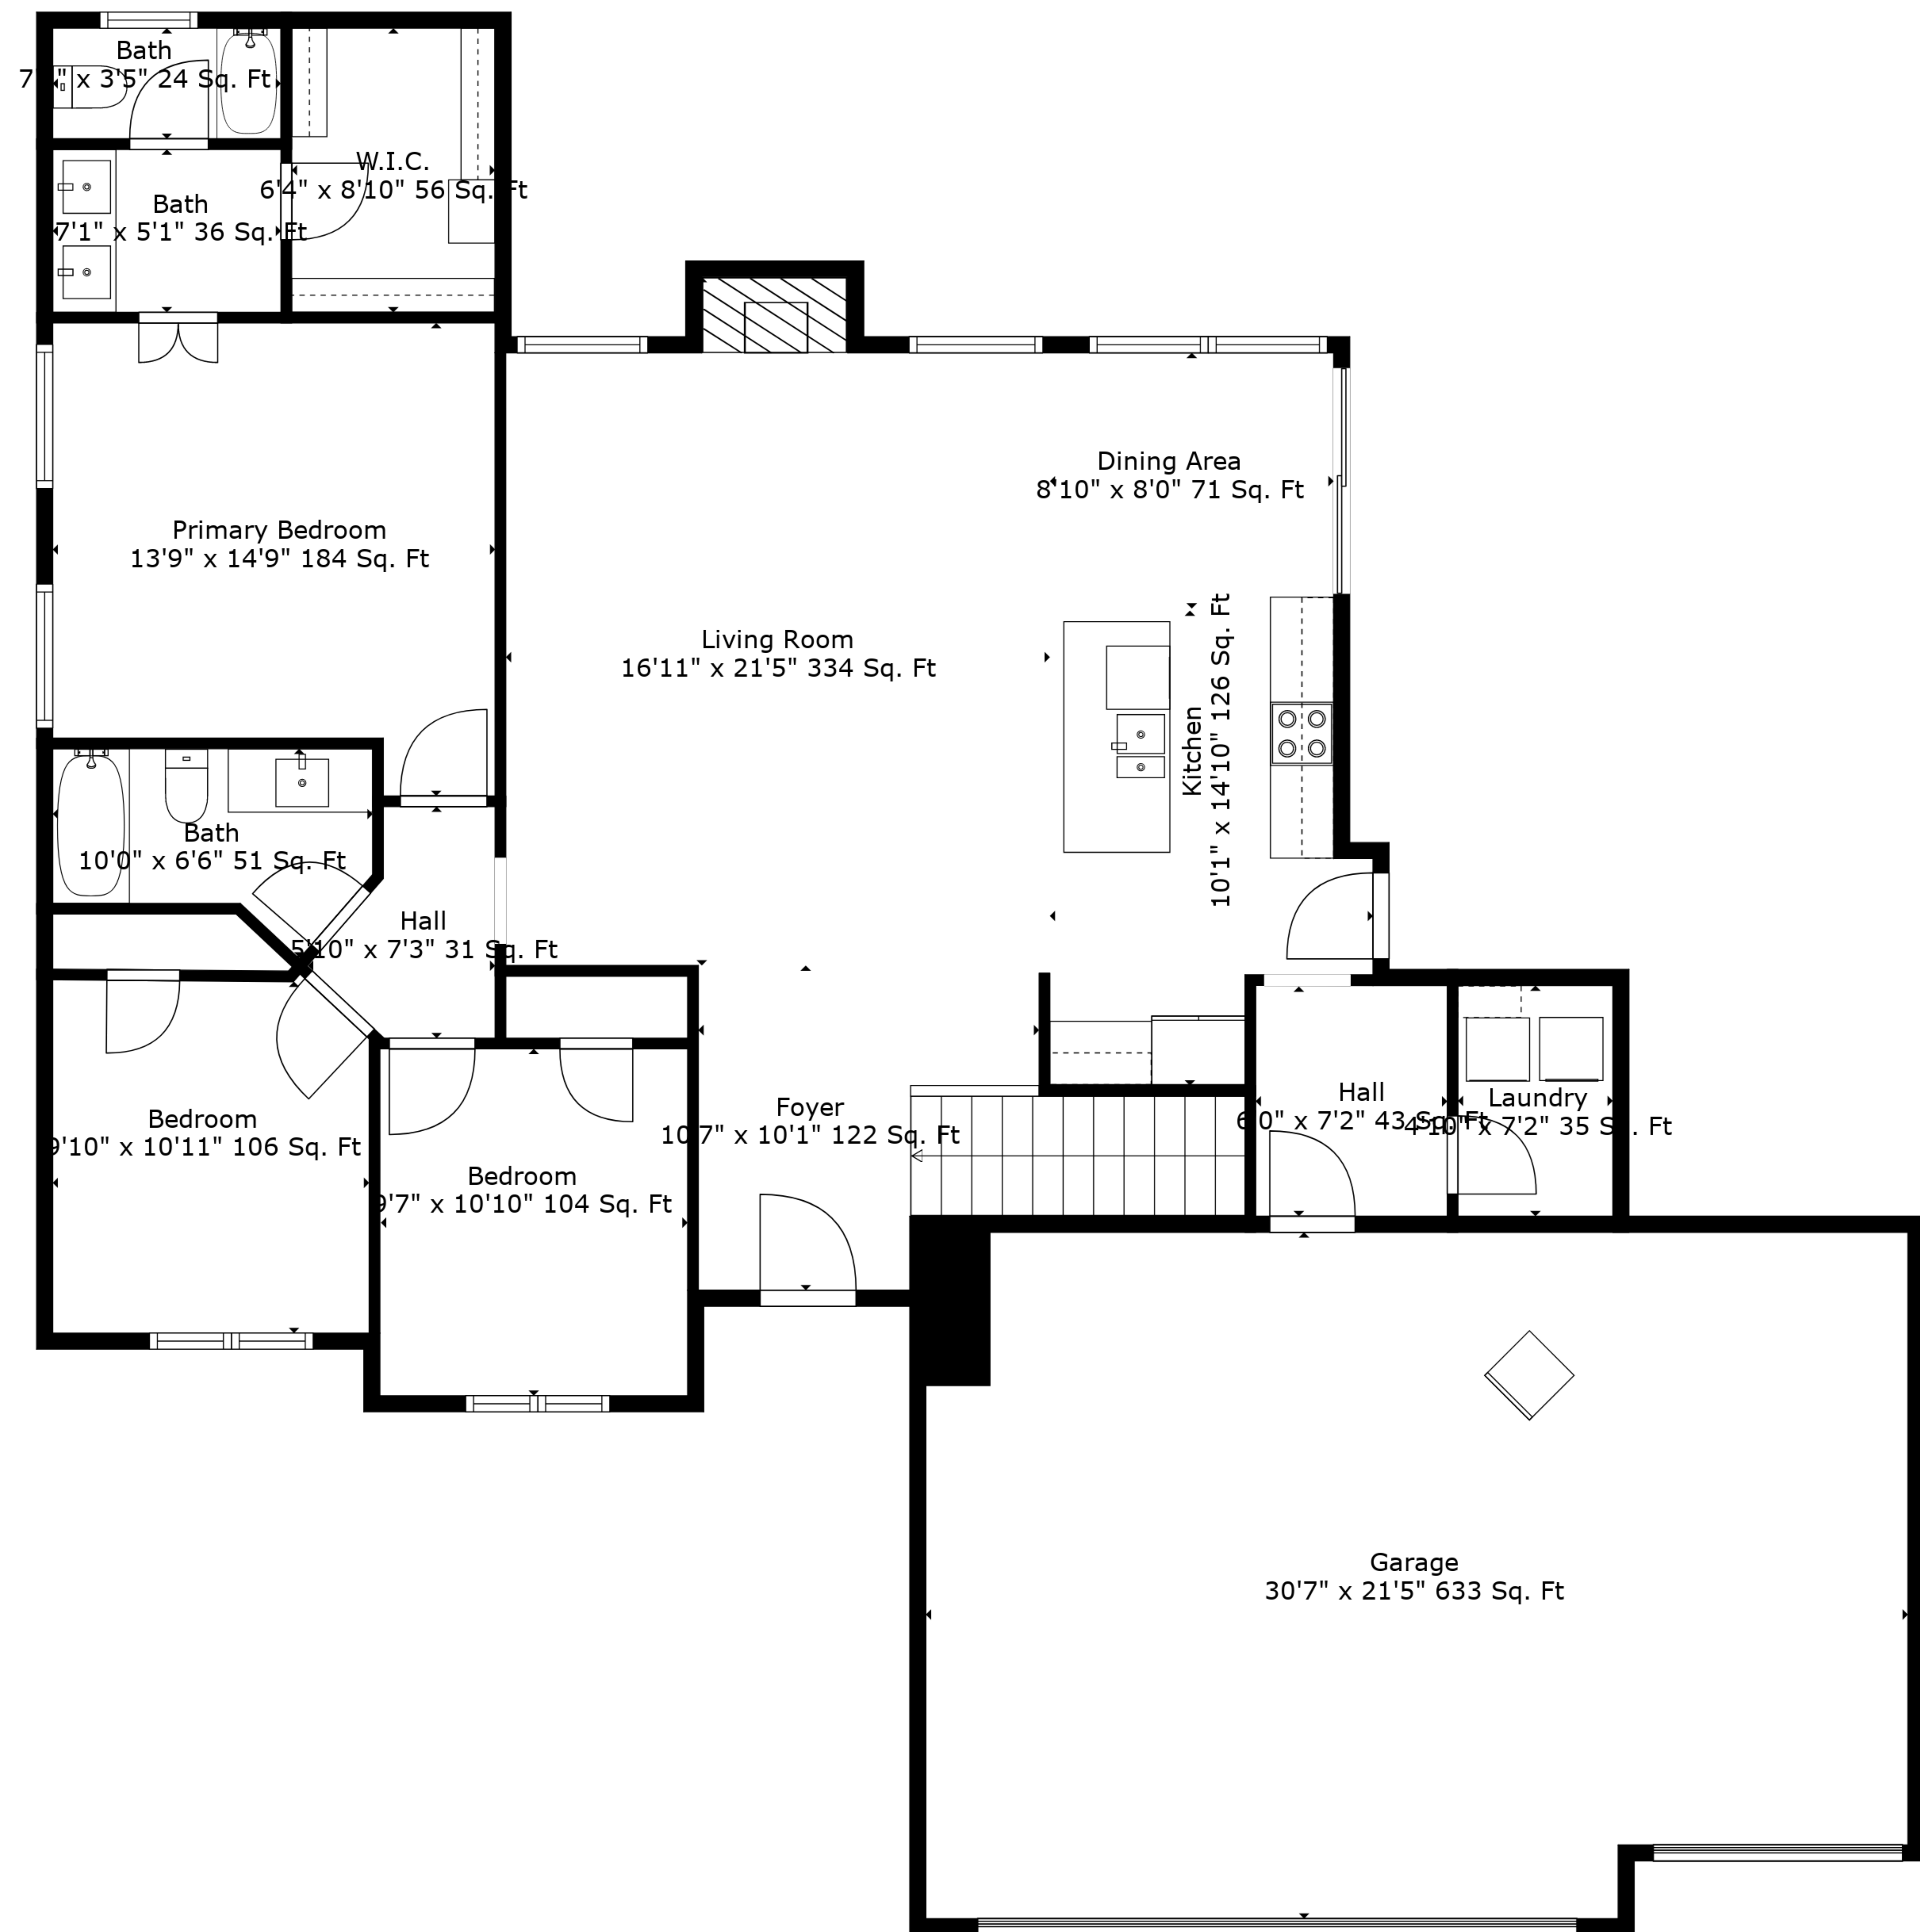 Bath
x 3'5" 24 Sq. Ft
W.I.C.
6'4" x 8'10" 56 Sq. Ft
Bath
7'1" x 5'1" 36 Sq. Ft
Dining Area
8'10" x 8'0" 71 Sq. Ft
Primary Bedroom
13'9" x 14'9" 184 Sq. Ft
Living Room
16'11" x 21'5" 334 Sq. Ft
Kitchen
10'1" x 14'10" 126 Sq. Ft
Bath
10'0" x 6'6" 51 Sq. Ft
Hall
5'10" x 7'3" 31 Sq. Ft
Bedroom
9'10" x 10'11" 106 Sq. Ft
Bedroom
9'7" x 10'10" 104 Sq. Ft
Foyer
10'7" x 10'1" 122 Sq. Ft
Hall
6'0" x 7'2" 43 Sq. Ft
Laundry
4'10" x 7'2" 35 Sq. Ft
Garage
30'7" x 21'5" 633 Sq. Ft